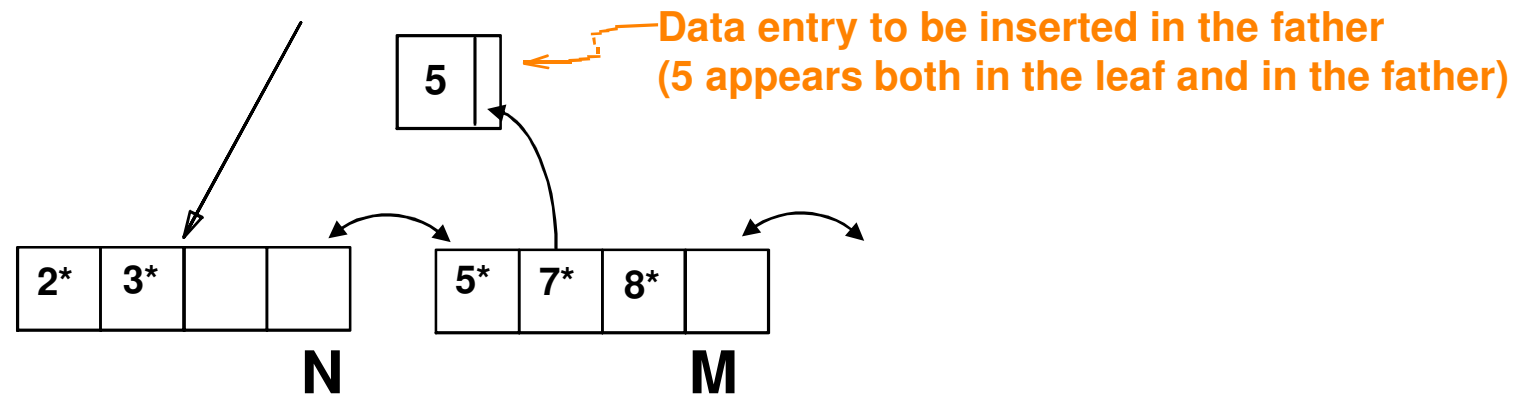 Data entry to be inserted in the father
5
(5 appears both in the leaf and in the father)
2* 3* 5* 7* 8*
N M